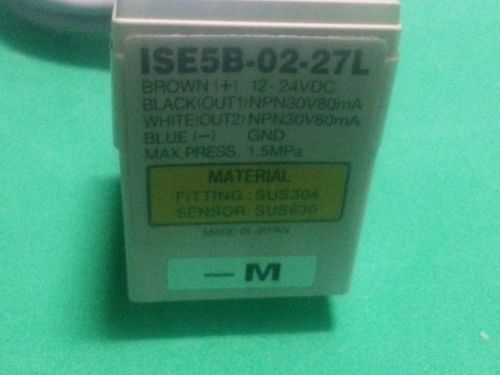 ISE5B-02-27L
BROWN (+) 12~24VDC
BLACK(OUT1) NPN30V80mA
WHITE(OUT2) NPN30V80mA
BLUE (−) GND
MAX PRESS. 1.5MPa
MATERIAL
FITTING : SUS304
SENSOR : SUS630
MADE IN JAPAN
−M